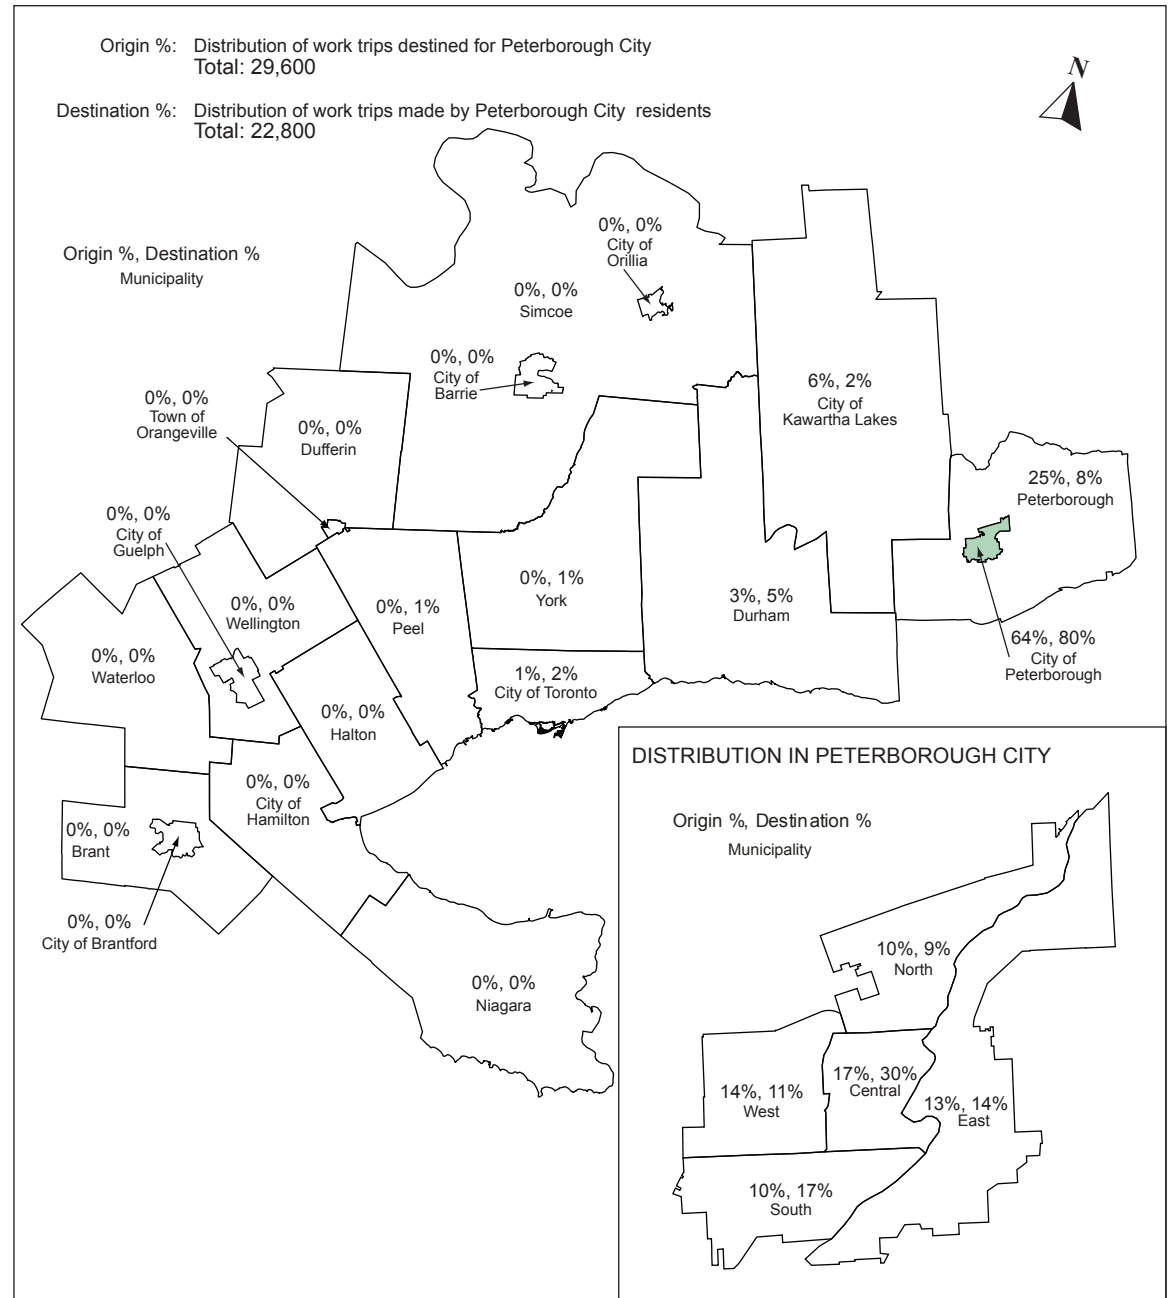 Origin %: Distribution of work trips destined for Peterborough City
Total: 29,600
N
Destination %: Distribution of work trips made by Peterborough City residents
Total: 22,800
Origin %, Destination %
Municipality
0%, 0%
City of
Orillia
0%, 0%
Simcoe
0%, 0%
City of
Barrie
6%, 2%
City of
Kawartha Lakes
0%, 0%
Town of
Orangeville
0%, 0%
Dufferin
25%, 8%
Peterborough
0%, 0%
City of
Guelph
0%, 0%
Wellington
0%, 1%
Peel
0%, 1%
York
3%, 5%
Durham
64%, 80%
City of
Peterborough
0%, 0%
Waterloo
1%, 2%
City of Toronto
0%, 0%
Halton
0%, 0%
City of
Hamilton
0%, 0%
Brant
0%, 0%
City of Brantford
0%, 0%
Niagara
DISTRIBUTION IN PETERBOROUGH CITY
Origin %, Destination %
Municipality
10%, 9%
North
14%, 11%
West
17%, 30%
Central
13%, 14%
East
10%, 17%
South